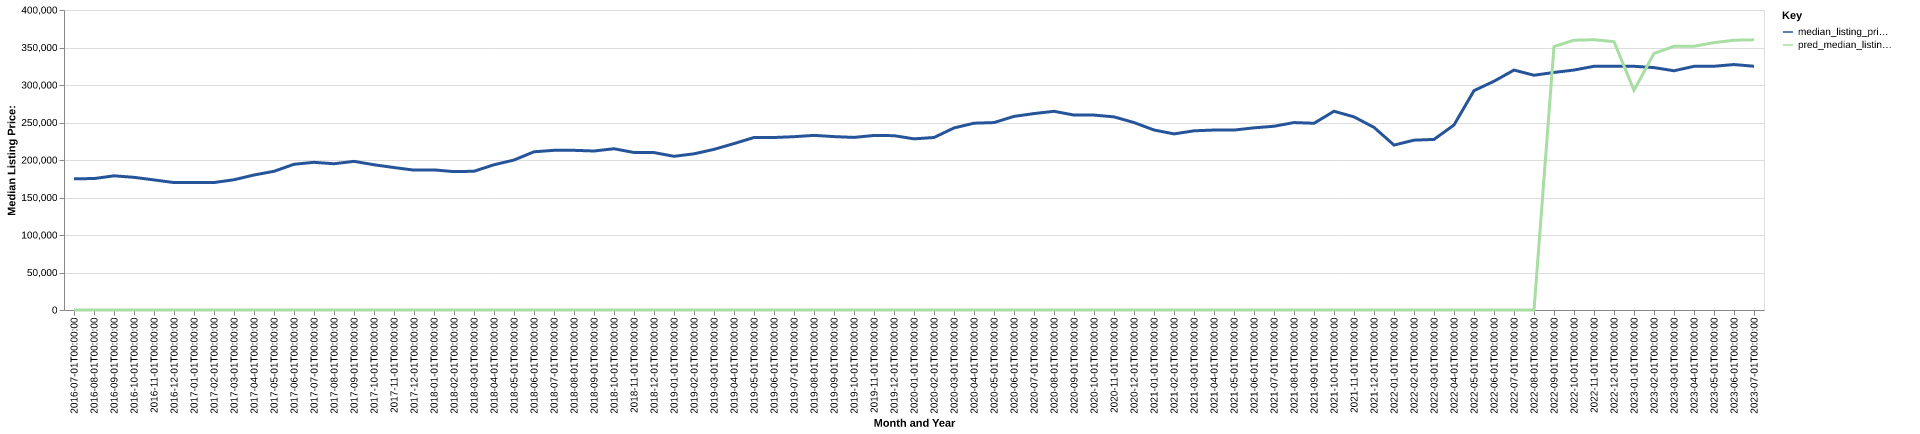 400,000
350,000
300,000
250,000
200,000
150,000
100,000
50,000
0
Median Listing Price:
2016-07-01T00:00:00
2016-08-01T00:00:00
2016-09-01T00:00:00
2016-10-01T00:00:00
2016-11-01T00:00:00
2016-12-01T00:00:00
2017-01-01T00:00:00
2017-02-01T00:00:00
2017-03-01T00:00:00
2017-04-01T00:00:00
2017-05-01T00:00:00
2017-06-01T00:00:00
2017-07-01T00:00:00
2017-08-01T00:00:00
2017-09-01T00:00:00
2017-10-01T00:00:00
2017-11-01T00:00:00
2017-12-01T00:00:00
2018-01-01T00:00:00
2018-02-01T00:00:00
2018-03-01T00:00:00
2018-04-01T00:00:00
2018-05-01T00:00:00
2018-06-01T00:00:00
2018-07-01T00:00:00
2018-08-01T00:00:00
2018-09-01T00:00:00
2018-10-01T00:00:00
2018-11-01T00:00:00
2018-12-01T00:00:00
2019-01-01T00:00:00
2019-02-01T00:00:00
2019-03-01T00:00:00
2019-04-01T00:00:00
2019-05-01T00:00:00
2019-06-01T00:00:00
2019-07-01T00:00:00
2019-08-01T00:00:00
2019-09-01T00:00:00
2019-10-01T00:00:00
2019-11-01T00:00:00
2019-12-01T00:00:00
2020-01-01T00:00:00
2020-02-01T00:00:00
2020-03-01T00:00:00
2020-04-01T00:00:00
2020-05-01T00:00:00
2020-06-01T00:00:00
2020-07-01T00:00:00
2020-08-01T00:00:00
2020-09-01T00:00:00
2020-10-01T00:00:00
2020-11-01T00:00:00
2020-12-01T00:00:00
2021-01-01T00:00:00
2021-02-01T00:00:00
2021-03-01T00:00:00
2021-04-01T00:00:00
2021-05-01T00:00:00
2021-06-01T00:00:00
2021-07-01T00:00:00
2021-08-01T00:00:00
2021-09-01T00:00:00
2021-10-01T00:00:00
2021-11-01T00:00:00
2021-12-01T00:00:00
2022-01-01T00:00:00
2022-02-01T00:00:00
2022-03-01T00:00:00
2022-04-01T00:00:00
2022-05-01T00:00:00
2022-06-01T00:00:00
2022-07-01T00:00:00
2022-08-01T00:00:00
2022-09-01T00:00:00
2022-10-01T00:00:00
2022-11-01T00:00:00
2022-12-01T00:00:00
2023-01-01T00:00:00
2023-02-01T00:00:00
2023-03-01T00:00:00
2023-04-01T00:00:00
2023-05-01T00:00:00
2023-06-01T00:00:00
2023-07-01T00:00:00
Month and Year
Key
median_listing_pri…
pred_median_listin…